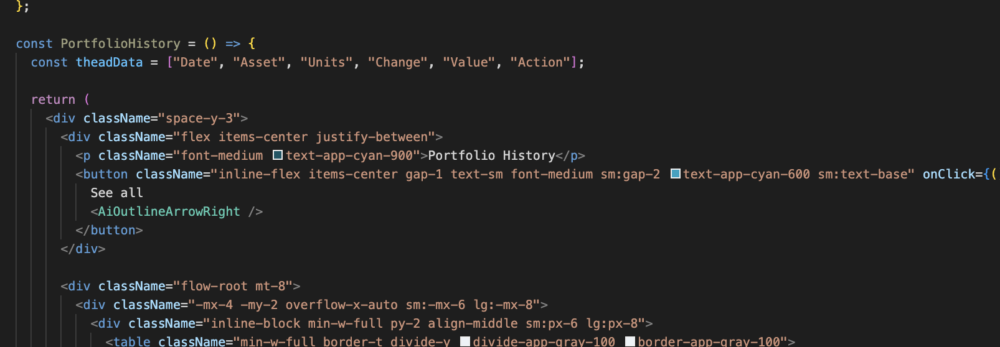 };
const PortfolioHistory = () => {
const theadData = ["Date", "Asset", "Units", "Change", "Value", "Action"];
return (
<div className="space-y-3">
<div className="flex items-center justify-between">
<p className="font-medium text-app-cyan-900">Portfolio History</p>
<button className="inline-flex items-center gap-1 text-sm font-medium sm:gap-2 text-app-cyan-600 sm:text-base" onClick={(
See all
<AiOutlineArrowRight />
</button>
</div>
<div className="flow-root mt-8">
<div className="-mx-4 -my-2 overflow-x-auto sm:-mx-6 lg:-mx-8">
<div className="inline-block min-w-full py-2 align-middle sm:px-6 lg:px-8">
<table className="min-w-full border-t divide-y divide-app-gray-100 border-app-gray-100">